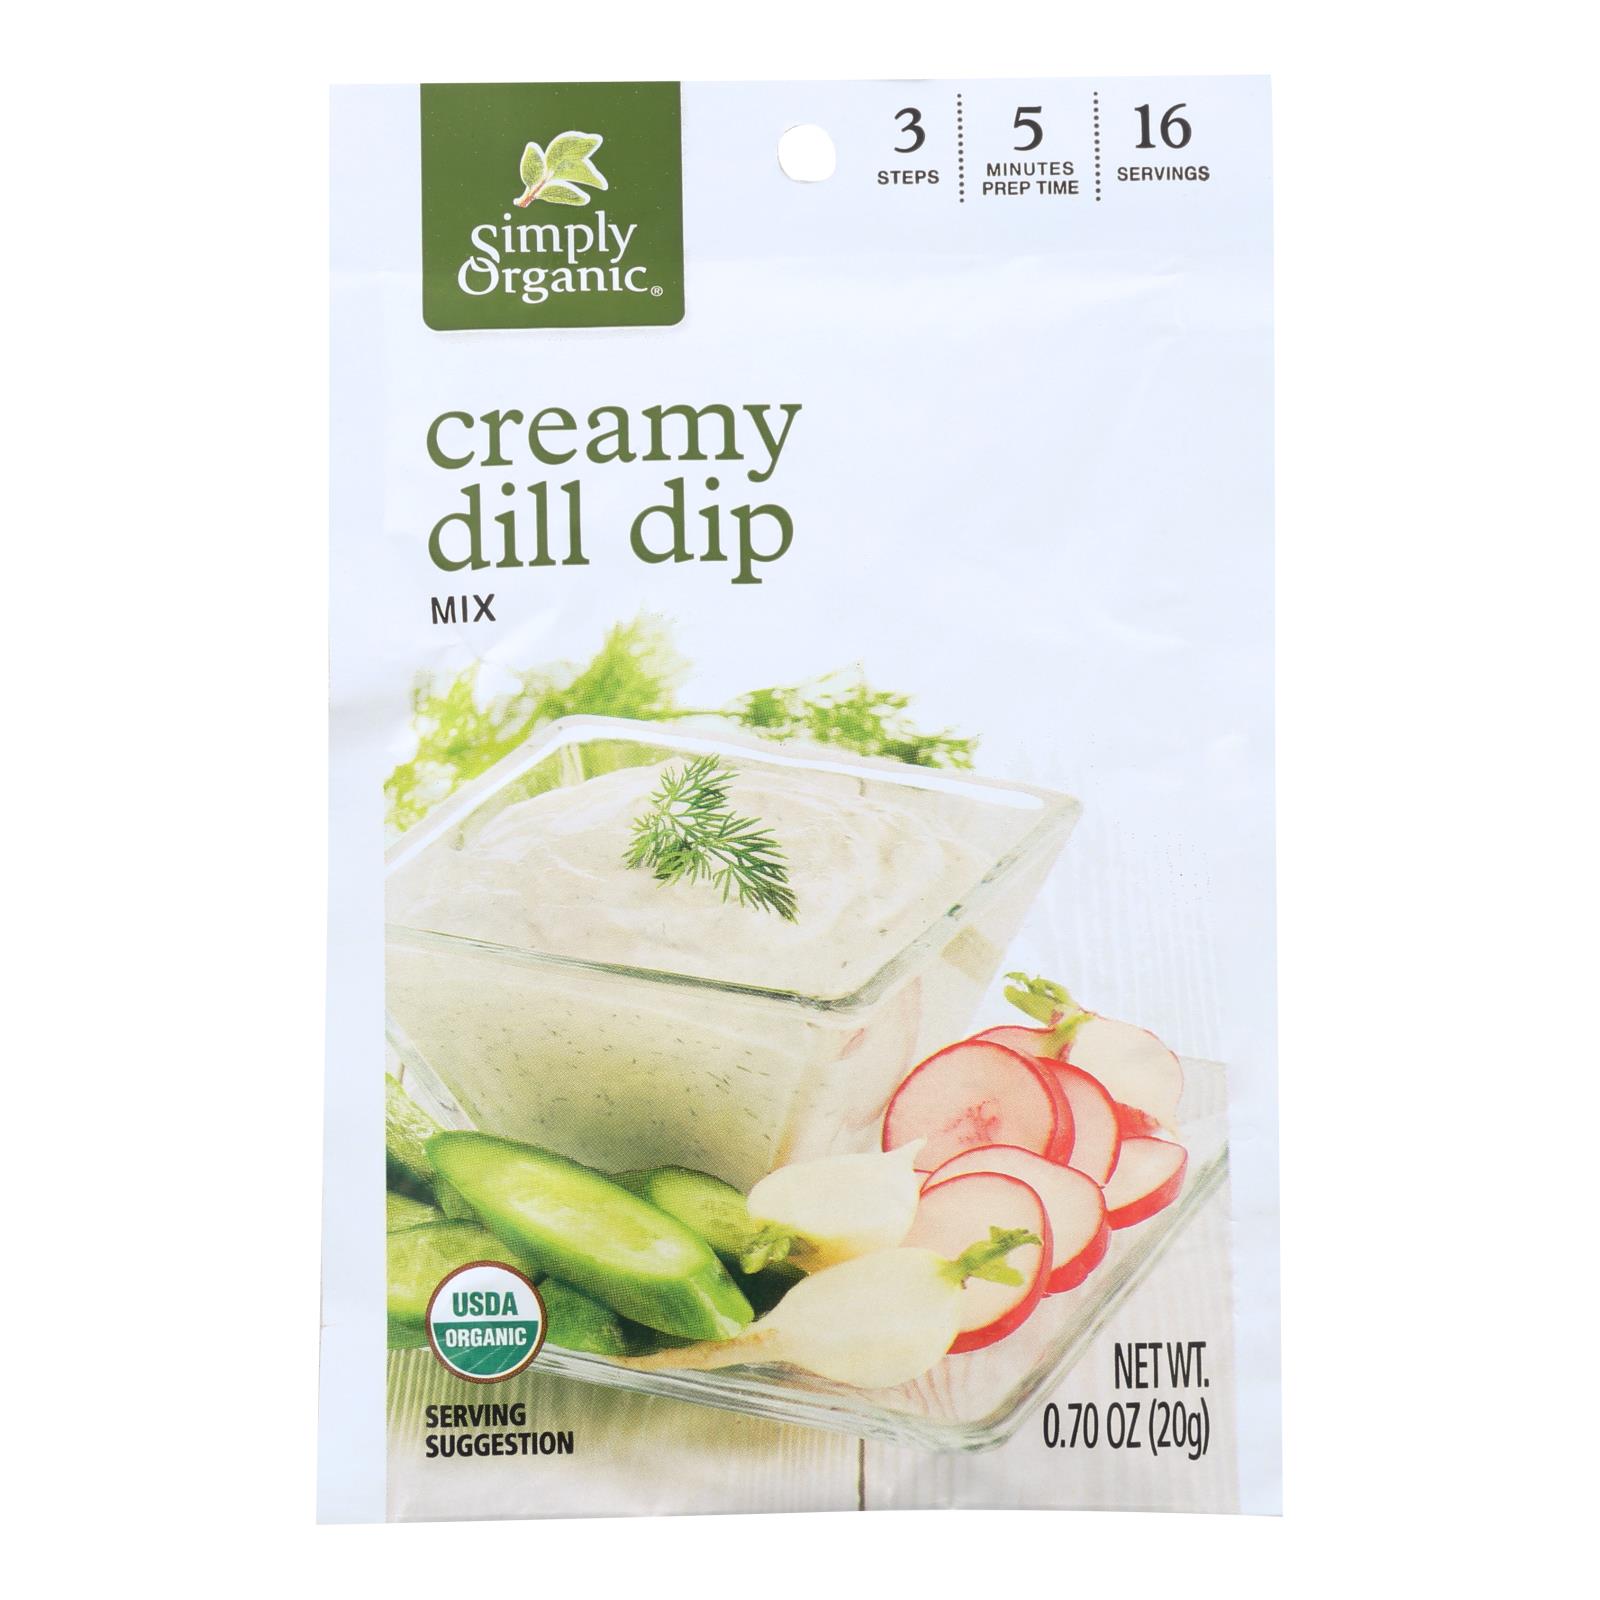 Simply
Organic®
3
STEPS
5
MINUTES
PREP TIME
16
SERVINGS
creamy
dill dip
MIX
USDA
ORGANIC
SERVING
SUGGESTION
NET WT.
0.70 OZ (20g)